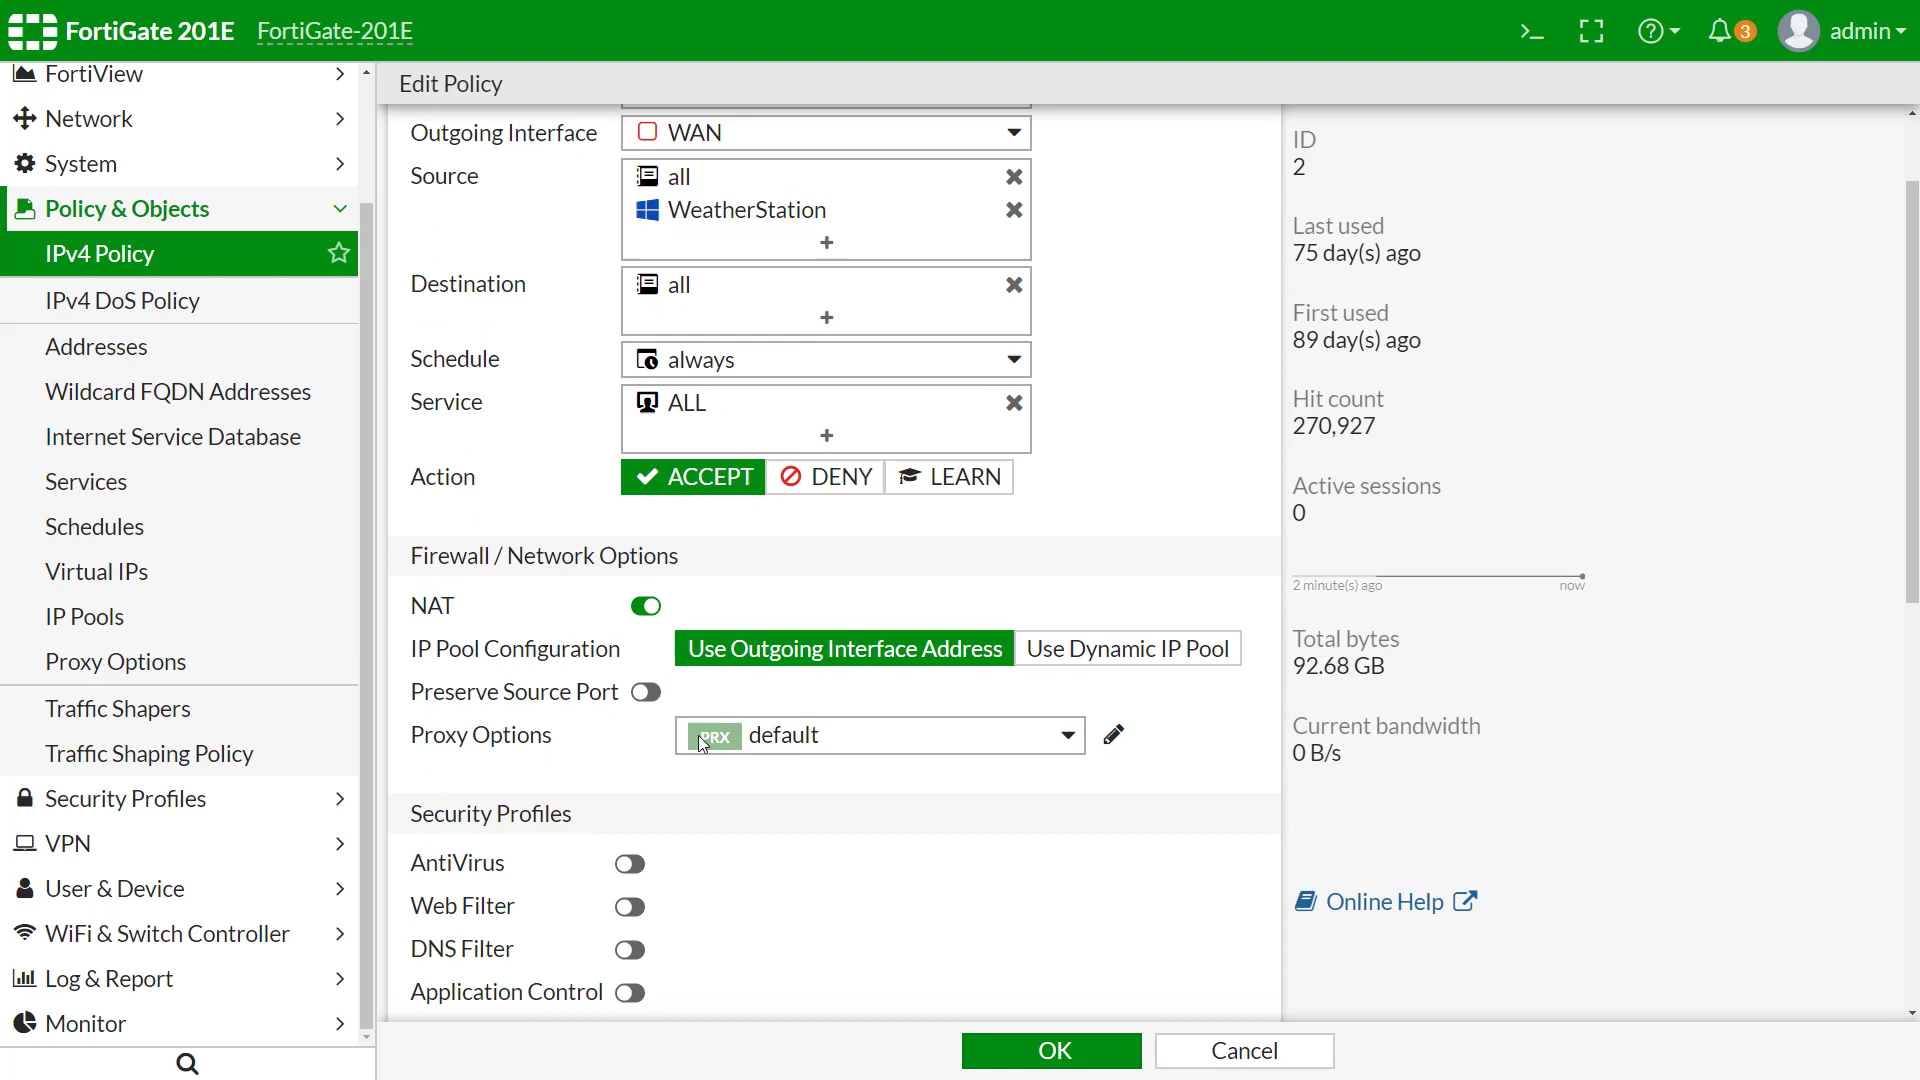 FortiGate 201E
FortiGate-201E
3
admin
FortiView
Network
System
Policy & Objects
IPv4 Policy
IPv4 DoS Policy
Addresses
Wildcard FQDN Addresses
Internet Service Database
Services
Schedules
Virtual IPs
IP Pools
Proxy Options
Traffic Shapers
Traffic Shaping Policy
Security Profiles
VPN
User & Device
WiFi & Switch Controller
Log & Report
Monitor
Edit Policy
Outgoing Interface
WAN
Source
all
WeatherStation
Destination
all
Schedule
always
Service
ALL
Action
ACCEPT
DENY
LEARN
Firewall / Network Options
NAT
IP Pool Configuration
Use Outgoing Interface Address
Use Dynamic IP Pool
Preserve Source Port
Proxy Options
PRX default
Security Profiles
AntiVirus
Web Filter
DNS Filter
Application Control
OK
Cancel
ID
2
Last used
75 day(s) ago
First used
89 day(s) ago
Hit count
270,927
Active sessions
0
2 minute(s) ago
now
Total bytes
92.68 GB
Current bandwidth
0 B/s
Online Help